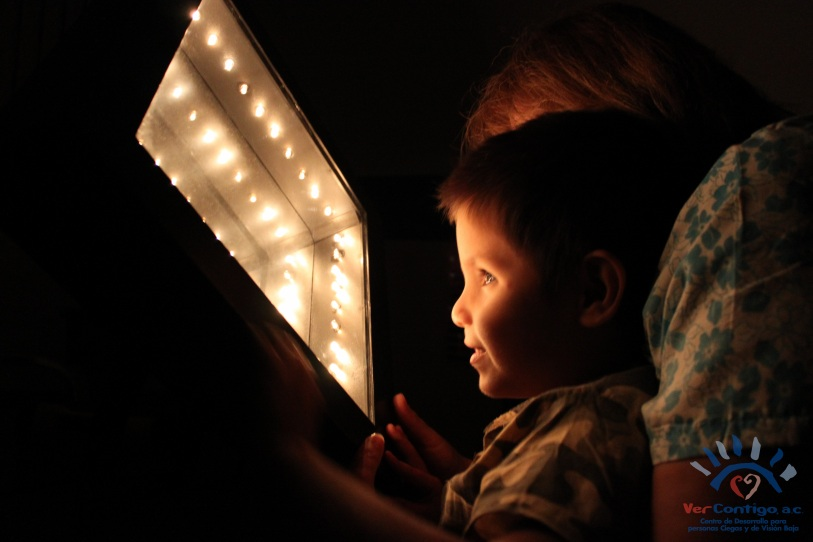 VerContigo, a.c.
Centro de Desarrollo para
personas Ciegas y de Visión Baja